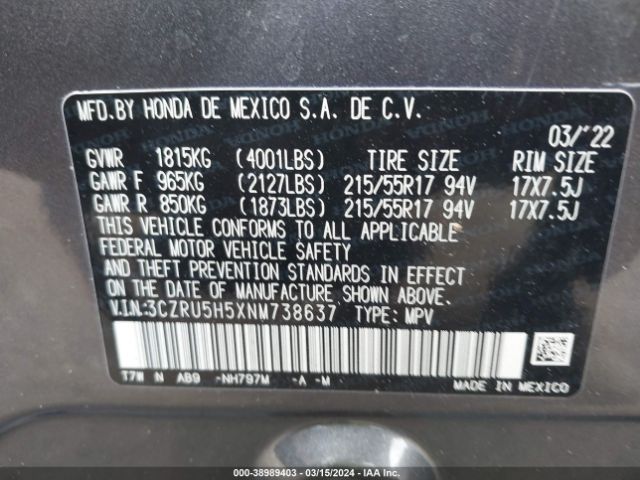 MFD.BY HONDA DE MEXICO S.A. DE C.V.
03/'22
GVWR 1815KG (4001LBS) TIRE SIZE RIM SIZE
GAWR F 965KG (2127LBS) 215/55R17 94V 17X7.5J
GAWR R 850KG (1873LBS) 215/55R17 94V 17X7.5J
THIS VEHICLE CONFORMS TO ALL APPLICABLE
FEDERAL MOTOR VEHICLE SAFETY
AND THEFT PREVENTION STANDARDS IN EFFECT
ON THE DATE OF MANUFACTURE SHOWN ABOVE.
V.I.N:3CZRU5H5XNM738637 TYPE: MPV
T7W N AB9 -NH797M -A -M
MADE IN MEXICO
000-38989403 - 03/15/2024 - IAA Inc.